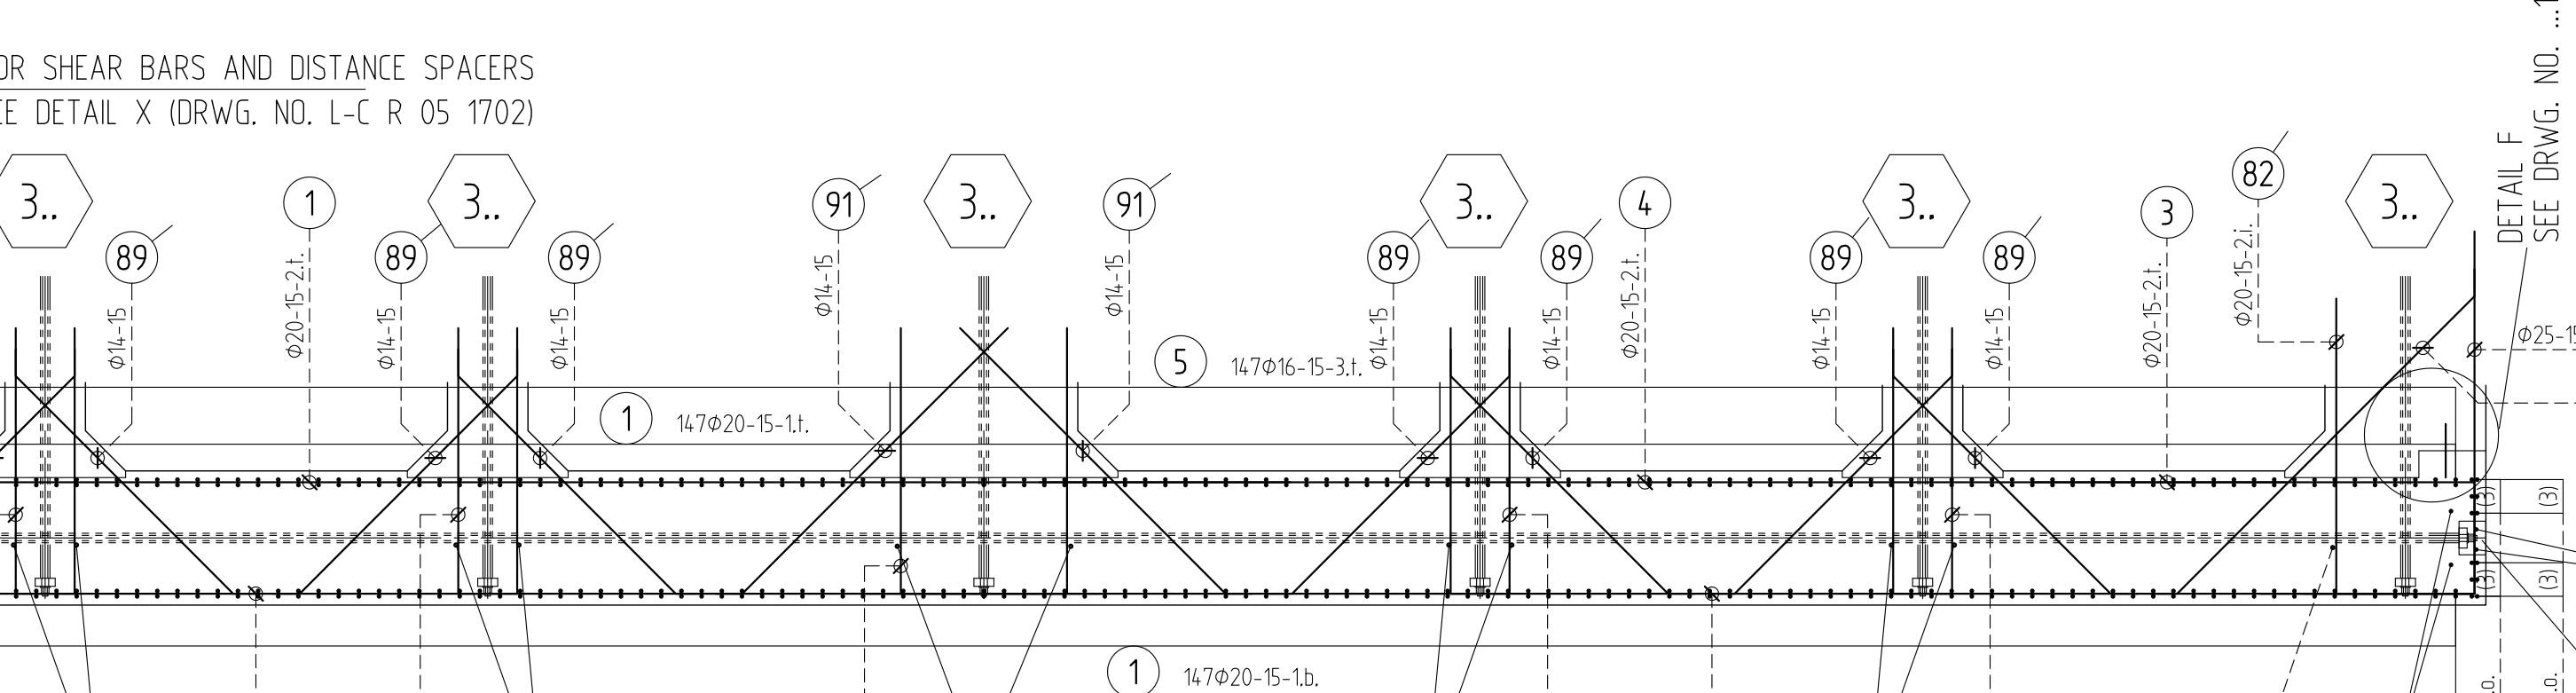 OR SHEAR BARS AND DISTANCE SPACERS
EE DETAIL X (DRWG. NO. L-C R 05 1702)
DETAIL F
SEE DRWG. NO. ...1
3..
3..
3..
3..
3..
3..
1
91
91
4
3
82
89
89
89
89
89
89
89
Φ14-15
Φ20-15-2.t.
Φ14-15
Φ14-15
Φ14-15
Φ14-15
Φ14-15
Φ14-15
Φ20-15-2.t.
Φ14-15
Φ14-15
Φ20-15-2.t.
Φ20-15-2.i.
Φ25-15
5 147Φ16-15-3.t.
1 147Φ20-15-1.t.
(3) (3)
(3) (3)
1 147Φ20-15-1.b.